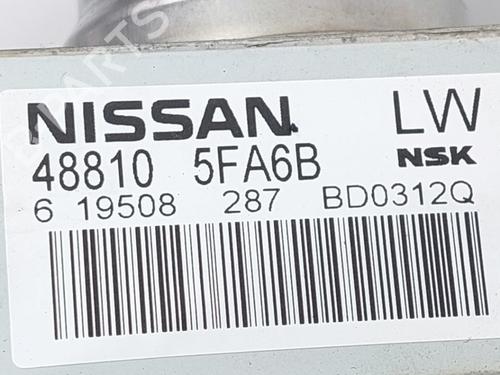 NISSAN LW
48810 5FA6B NSK
6 19508 287 BD0312Q